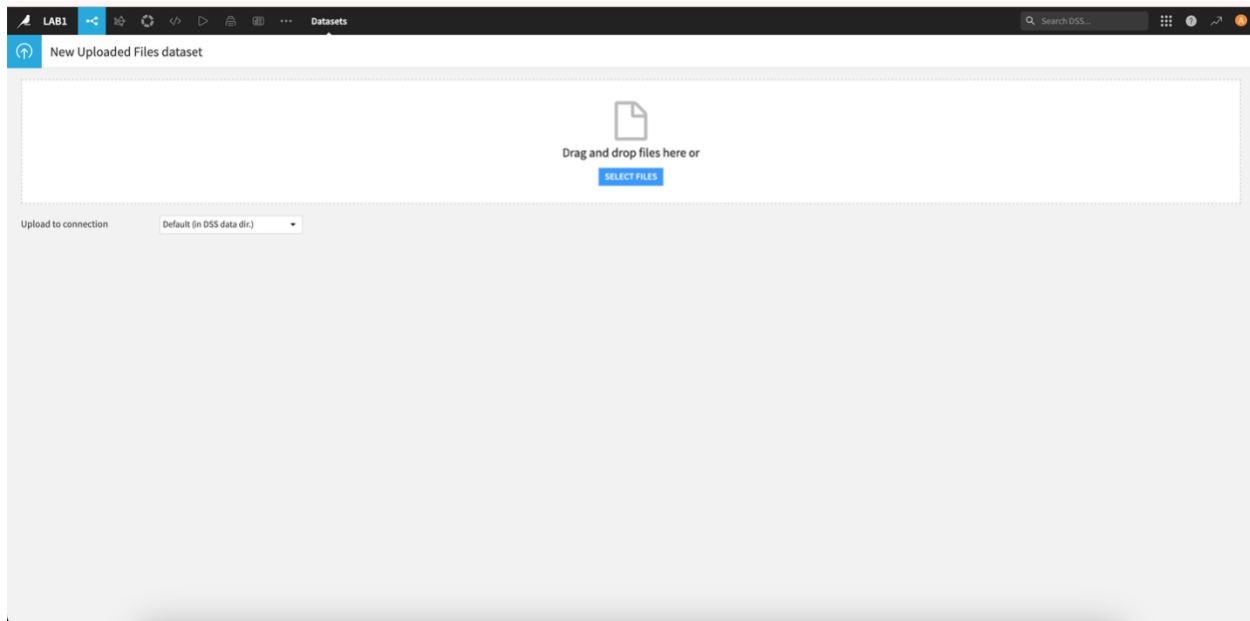 LAB1 Datasets Search DSS...
New Uploaded Files dataset
Drag and drop files here or
SELECT FILES
Upload to connection Default (in DSS data dir.)